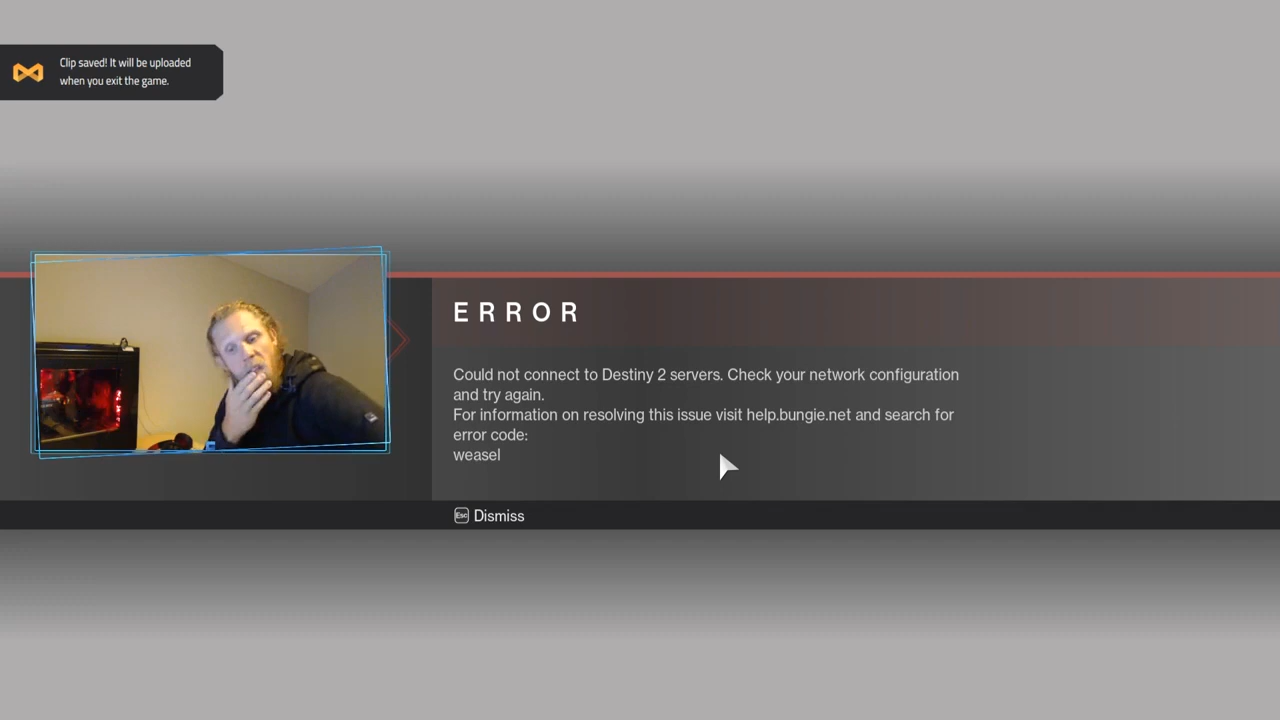 Clip saved! It will be uploaded
when you exit the game.
ERROR
Could not connect to Destiny 2 servers. Check your network configuration
and try again.
For information on resolving this issue visit help.bungie.net and search for
error code:
weasel
Esc Dismiss